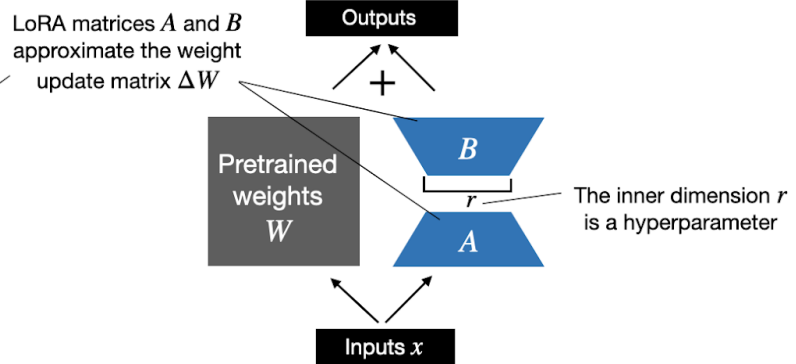 Outputs
LoRA matrices A and B
approximate the weight
update matrix ΔW
+
Pretrained
weights
W
B
r
A
The inner dimension r
is a hyperparameter
Inputs x